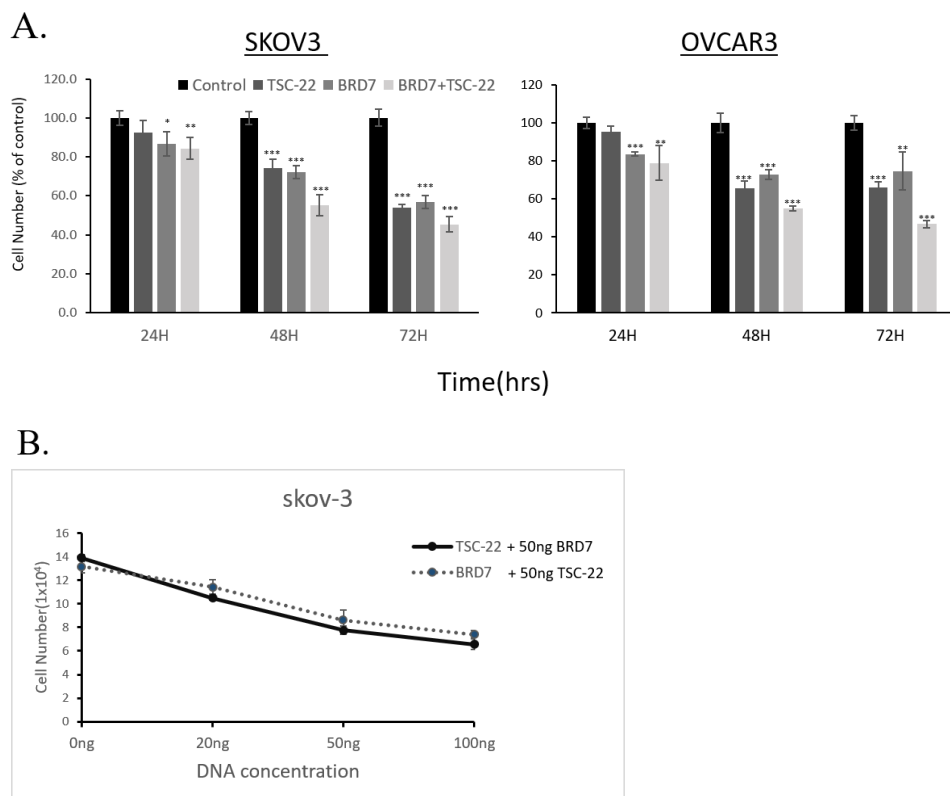 A.
SKOV3
OVCAR3
Control TSC-22 BRD7 BRD7+TSC-22
Cell Number (% of control)
120.0
100.0
80.0
60.0
40.0
20.0
0.0
* **
*** *** ***
*** *** ***
24H 48H 72H
120
100
80
60
40
20
0
*** **
*** *** ***
*** ** ***
24H 48H 72H
Time(hrs)
B.
skov-3
TSC-22 + 50ng BRD7
BRD7 + 50ng TSC-22
Cell Number(1x10⁴)
16
14
12
10
8
6
4
2
0
0ng 20ng 50ng 100ng
DNA concentration